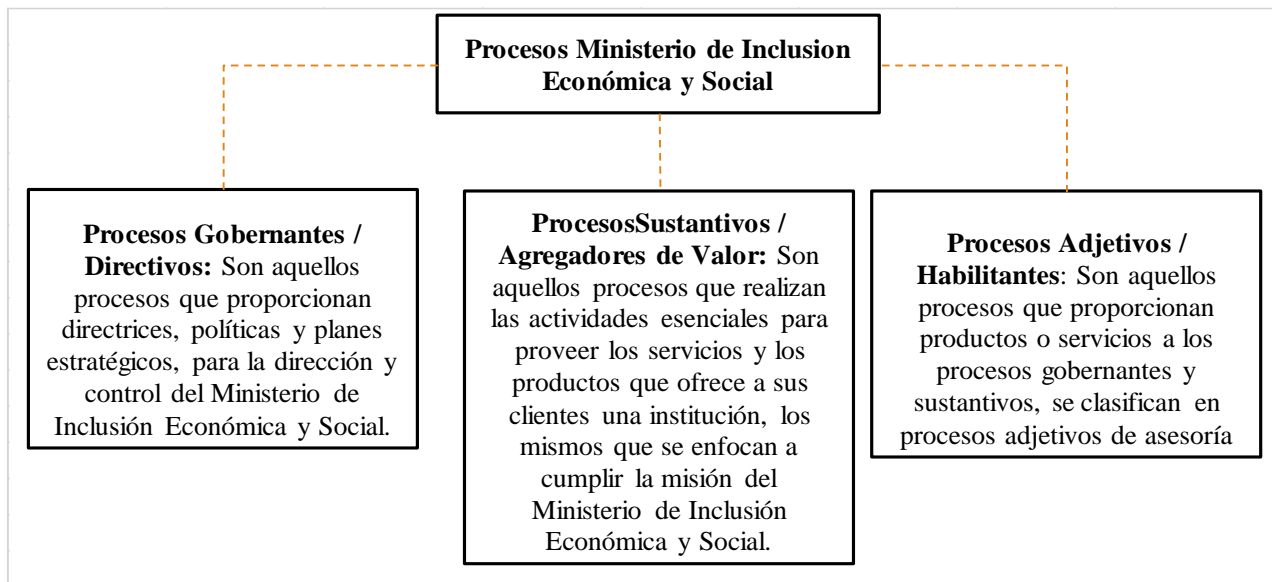 Procesos Ministerio de Inclusion
Económica y Social
Procesos Gobernantes /
Directivos: Son aquellos
procesos que proporcionan
directrices, políticas y planes
estratégicos, para la dirección y
control del Ministerio de
Inclusión Económica y Social.
ProcesosSustantivos /
Agregadores de Valor: Son
aquellos procesos que realizan
las actividades esenciales para
proveer los servicios y los
productos que ofrece a sus
clientes una institución, los
mismos que se enfocan a
cumplir la misión del
Ministerio de Inclusión
Económica y Social.
Procesos Adjetivos /
Habilitantes: Son aquellos
procesos que proporcionan
productos o servicios a los
procesos gobernantes y
sustantivos, se clasifican en
procesos adjetivos de asesoría